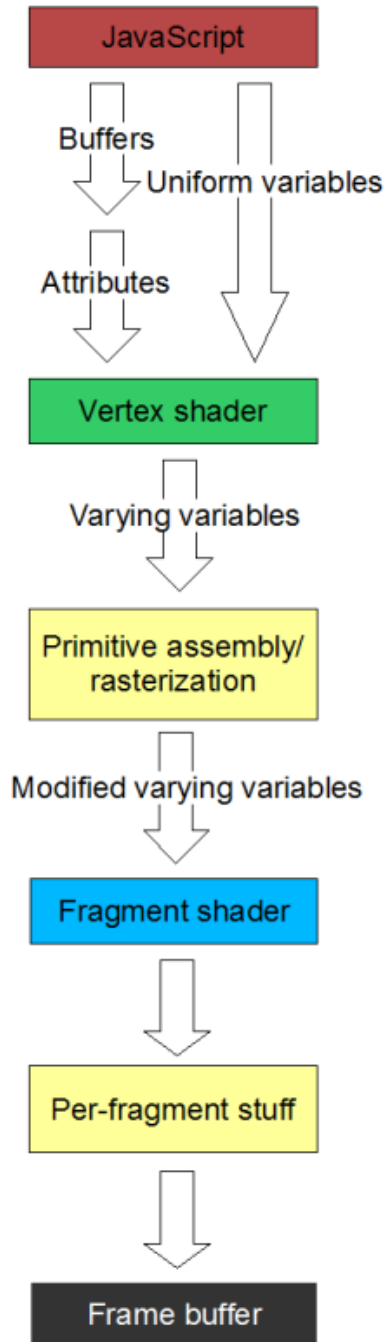 JavaScript
Buffers
Uniform variables
Attributes
Vertex shader
Varying variables
Primitive assembly/
rasterization
Modified varying variables
Fragment shader
Per-fragment stuff
Frame buffer